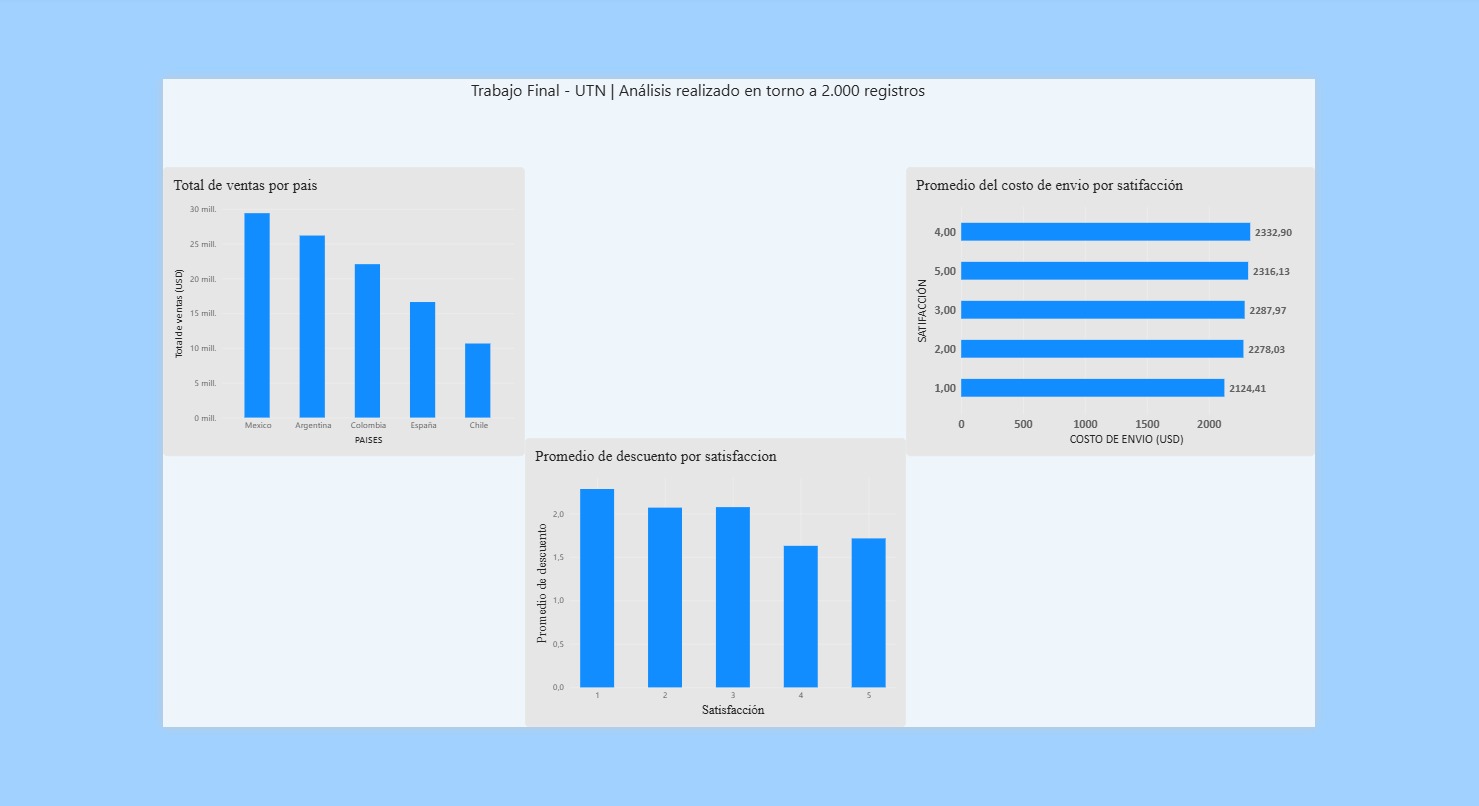 Trabajo Final - UTN | Análisis realizado en torno a 2.000 registros
Total de ventas por pais
30 mill.
25 mill.
20 mill.
15 mill.
10 mill.
5 mill.
0 mill.
Total de ventas (USD)
Mexico Argentina Colombia España Chile
PAISES
Promedio del costo de envio por satifacción
SATIFACCIÓN
4,00 2332,90
5,00 2316,13
3,00 2287,97
2,00 2278,03
1,00 2124,41
0 500 1000 1500 2000
COSTO DE ENVIO (USD)
Promedio de descuento por satisfaccion
Promedio de descuento
2,0
1,5
1,0
0,5
0,0
1 2 3 4 5
Satisfacción